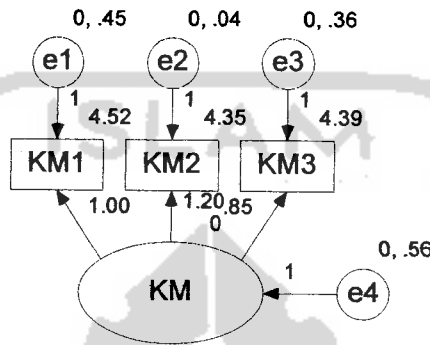 0, .45 0, .04 0, .36
e1 e2 e3
1 1 1
4.52 4.35 4.39
ISLAM
KM1 KM2 KM3
1.00 1.20 .85
0
0, .56
KM 1 e4